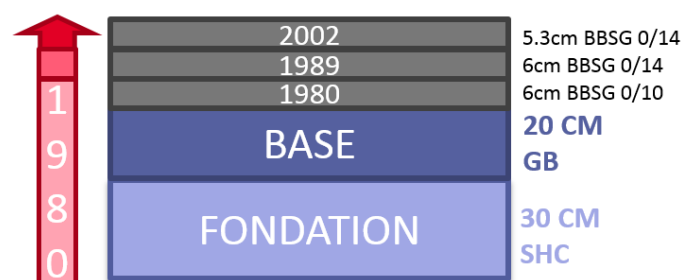 2002
5.3cm BBSG 0/14
1989
6cm BBSG 0/14
1980
6cm BBSG 0/10
BASE
20 CM
GB
FONDATION
30 CM
SHC
1
9
8
0